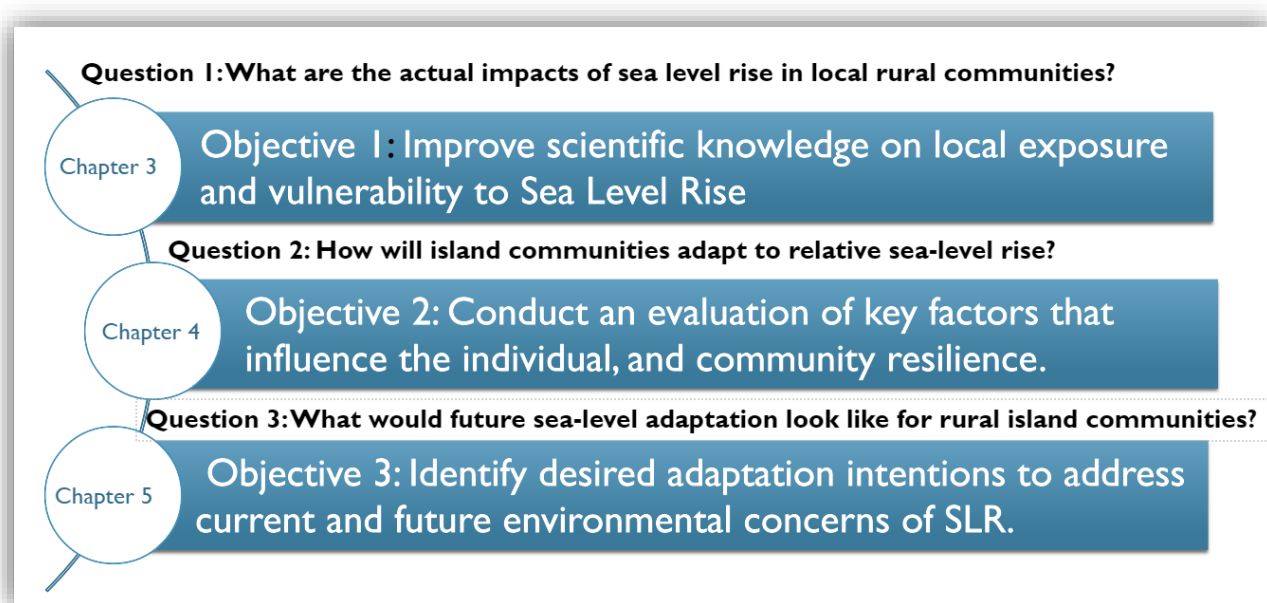 Question 1: What are the actual impacts of sea level rise in local rural communities?
Chapter 3
Objective 1: Improve scientific knowledge on local exposure
and vulnerability to Sea Level Rise
Question 2: How will island communities adapt to relative sea-level rise?
Chapter 4
Objective 2: Conduct an evaluation of key factors that
influence the individual, and community resilience.
Question 3: What would future sea-level adaptation look like for rural island communities?
Chapter 5
Objective 3: Identify desired adaptation intentions to address
current and future environmental concerns of SLR.